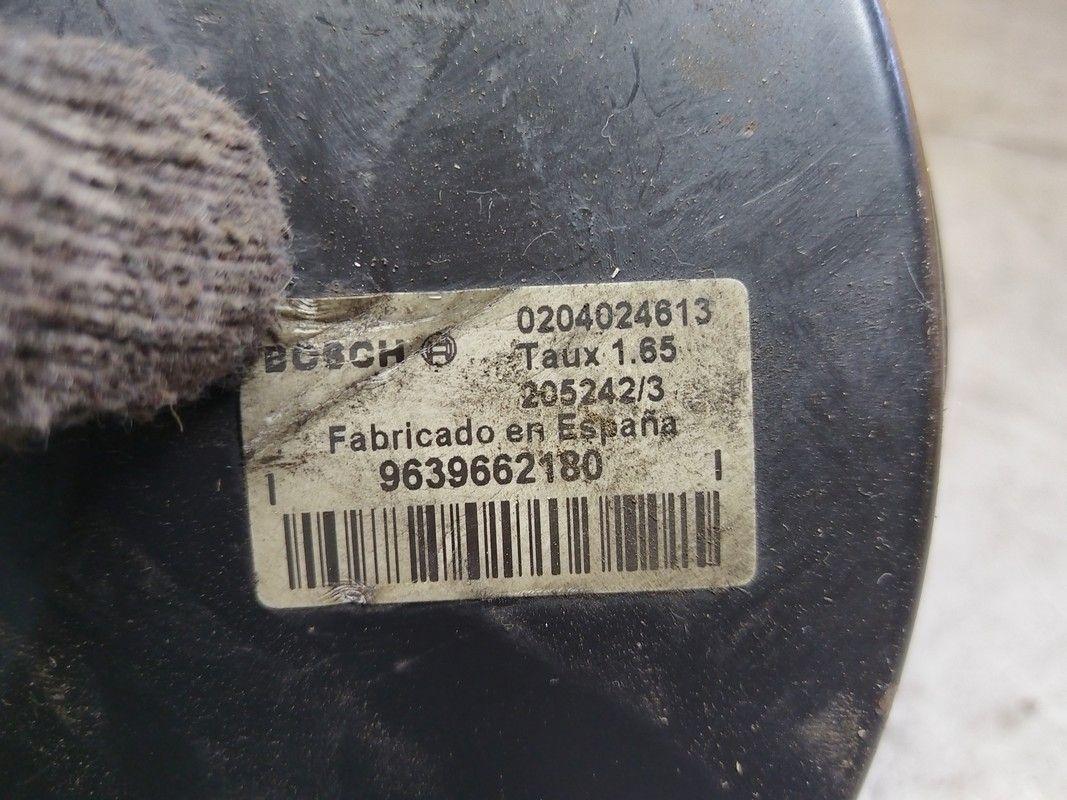 0204024613
BOSCH Taux 1.65
205242/3
Fabricado en España
9639662180